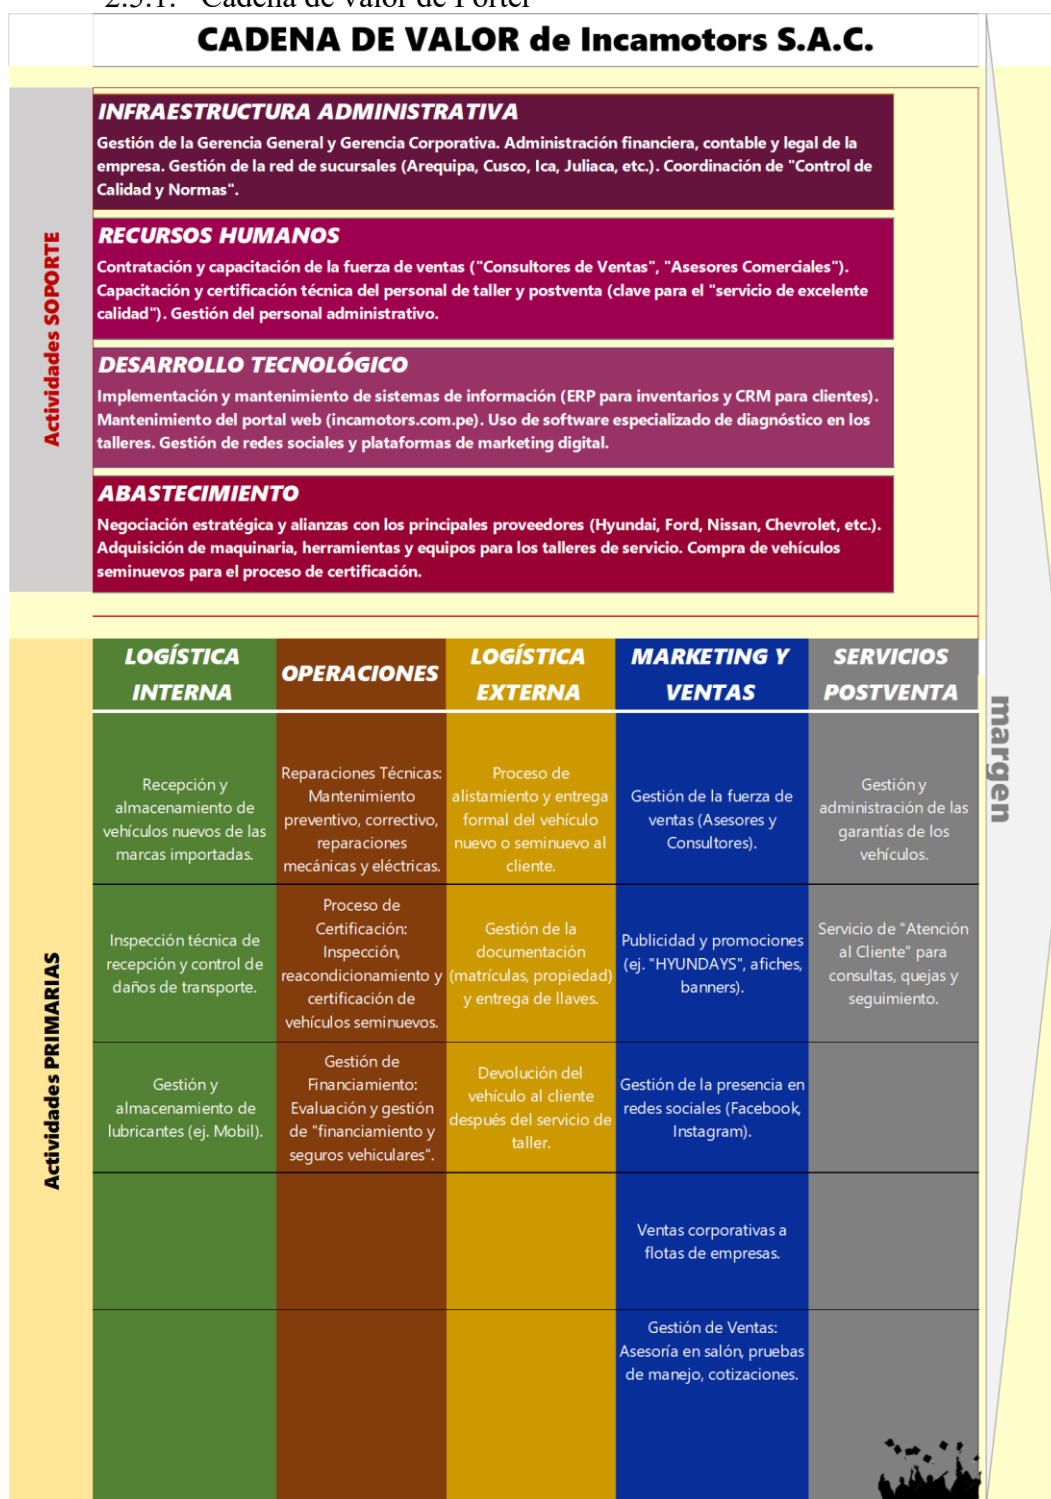 2.3.1. Cadena de valor de Porter
CADENA DE VALOR de Incamotors S.A.C.
Actividades SOPORTE
INFRAESTRUCTURA ADMINISTRATIVA
Gestión de la Gerencia General y Gerencia Corporativa. Administración financiera, contable y legal de la
empresa. Gestión de la red de sucursales (Arequipa, Cusco, Ica, Juliaca, etc.). Coordinación de "Control de
Calidad y Normas".
RECURSOS HUMANOS
Contratación y capacitación de la fuerza de ventas ("Consultores de Ventas", "Asesores Comerciales").
Capacitación y certificación técnica del personal de taller y postventa (clave para el "servicio de excelente
calidad"). Gestión del personal administrativo.
DESARROLLO TECNOLÓGICO
Implementación y mantenimiento de sistemas de información (ERP para inventarios y CRM para clientes).
Mantenimiento del portal web (incamotors.com.pe). Uso de software especializado de diagnóstico en los
talleres. Gestión de redes sociales y plataformas de marketing digital.
ABASTECIMIENTO
Negociación estratégica y alianzas con los principales proveedores (Hyundai, Ford, Nissan, Chevrolet, etc.).
Adquisición de maquinaria, herramientas y equipos para los talleres de servicio. Compra de vehículos
seminuevos para el proceso de certificación.
margen
Actividades PRIMARIAS
LOGÍSTICA
INTERNA
Recepción y
almacenamiento de
vehículos nuevos de las
marcas importadas.
Inspección técnica de
recepción y control de
daños de transporte.
Gestión y
almacenamiento de
lubricantes (ej. Mobil).
OPERACIONES
Reparaciones Técnicas:
Mantenimiento
preventivo, correctivo,
reparaciones
mecánicas y eléctricas.
Proceso de
Certificación:
Inspección,
reacondicionamiento y
certificación de
vehículos seminuevos.
Gestión de
Financiamiento:
Evaluación y gestión
de "financiamiento y
seguros vehiculares".
LOGÍSTICA
EXTERNA
Proceso de
alistamiento y entrega
formal del vehículo
nuevo o seminuevo al
cliente.
Gestión de la
documentación
(matrículas, propiedad)
y entrega de llaves.
Devolución del
vehículo al cliente
después del servicio de
taller.
MARKETING Y
VENTAS
Gestión de la fuerza de
ventas (Asesores y
Consultores).
Publicidad y promociones
(ej. "HYUNDAYS", afiches,
banners).
Gestión de la presencia en
redes sociales (Facebook,
Instagram).
Ventas corporativas a
flotas de empresas.
Gestión de Ventas:
Asesoría en salón, pruebas
de manejo, cotizaciones.
SERVICIOS
POSTVENTA
Gestión y
administración de las
garantías de los
vehículos.
Servicio de "Atención
al Cliente" para
consultas, quejas y
seguimiento.